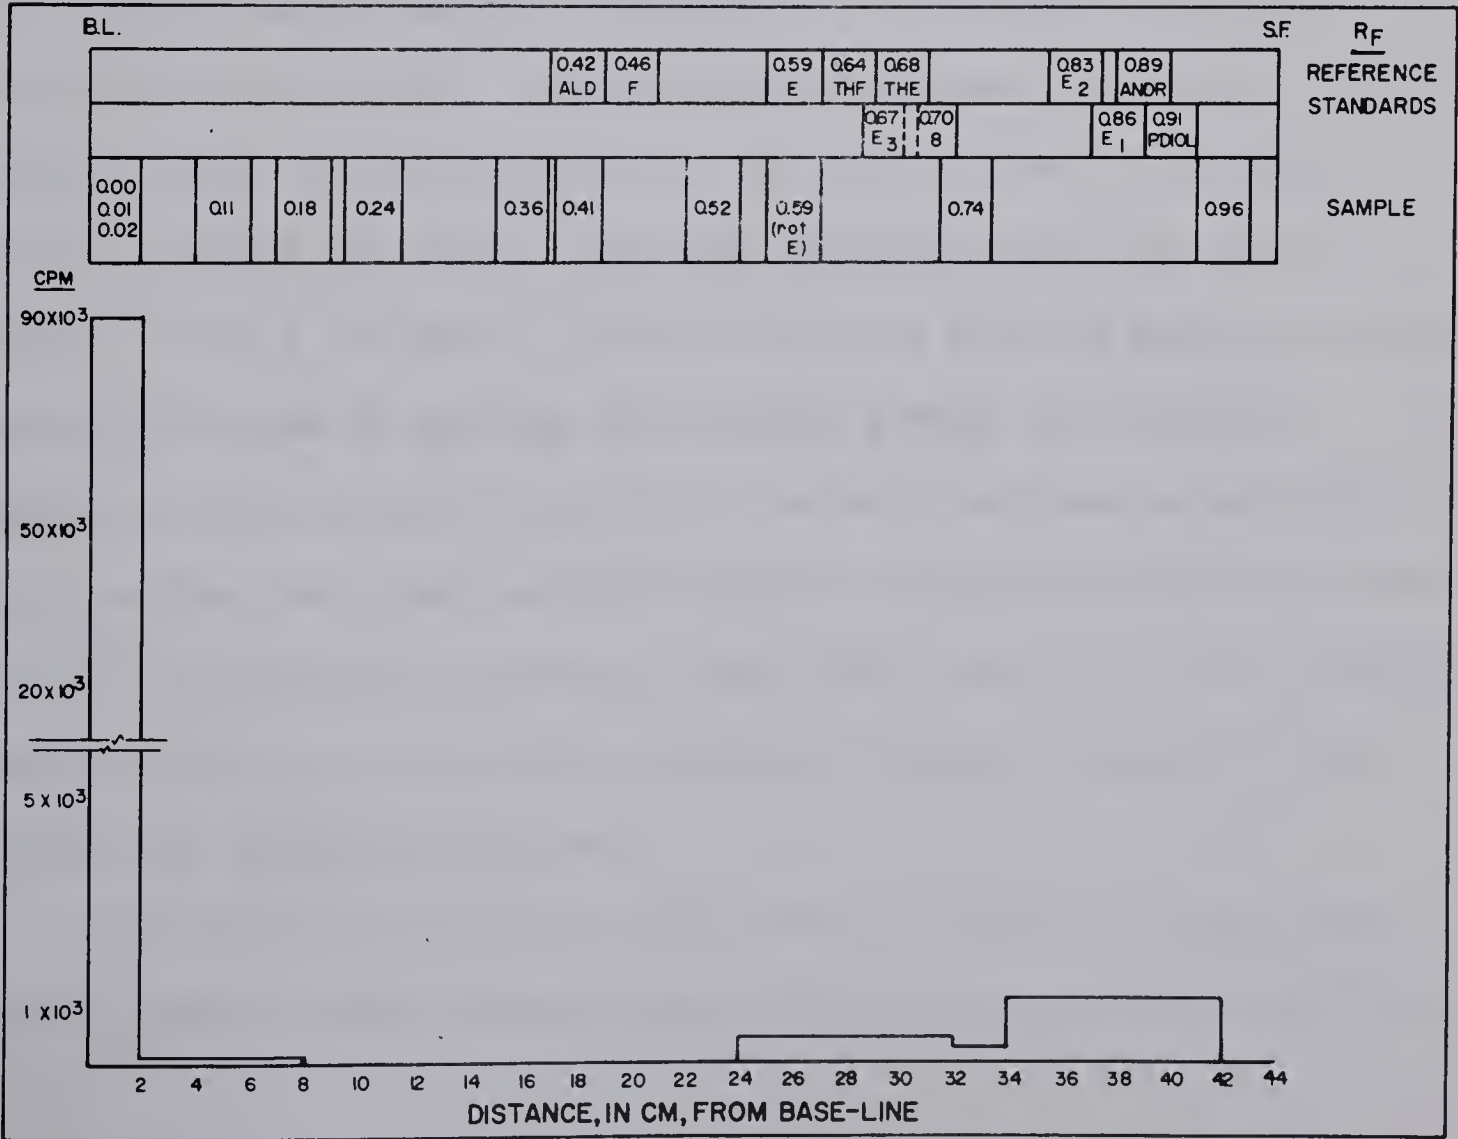 B.L. S.F. RF
0.42 0.46 0.59 0.64 0.68 0.83 0.89 REFERENCE
ALD F E THF THE E2 ANDR STANDARDS
0.67 0.70 0.86 0.91
E3 8 E1 PDIOL
0.00
0.01 0.11 0.18 0.24 0.36 0.41 0.52 0.59 0.74 0.96 SAMPLE
0.02 (not
E)
CPM
90X10³
50X10³
20X10³
5 X 10³
1 X10³
2 4 6 8 10 12 14 16 18 20 22 24 26 28 30 32 34 36 38 40 42 44
DISTANCE, IN CM, FROM BASE-LINE